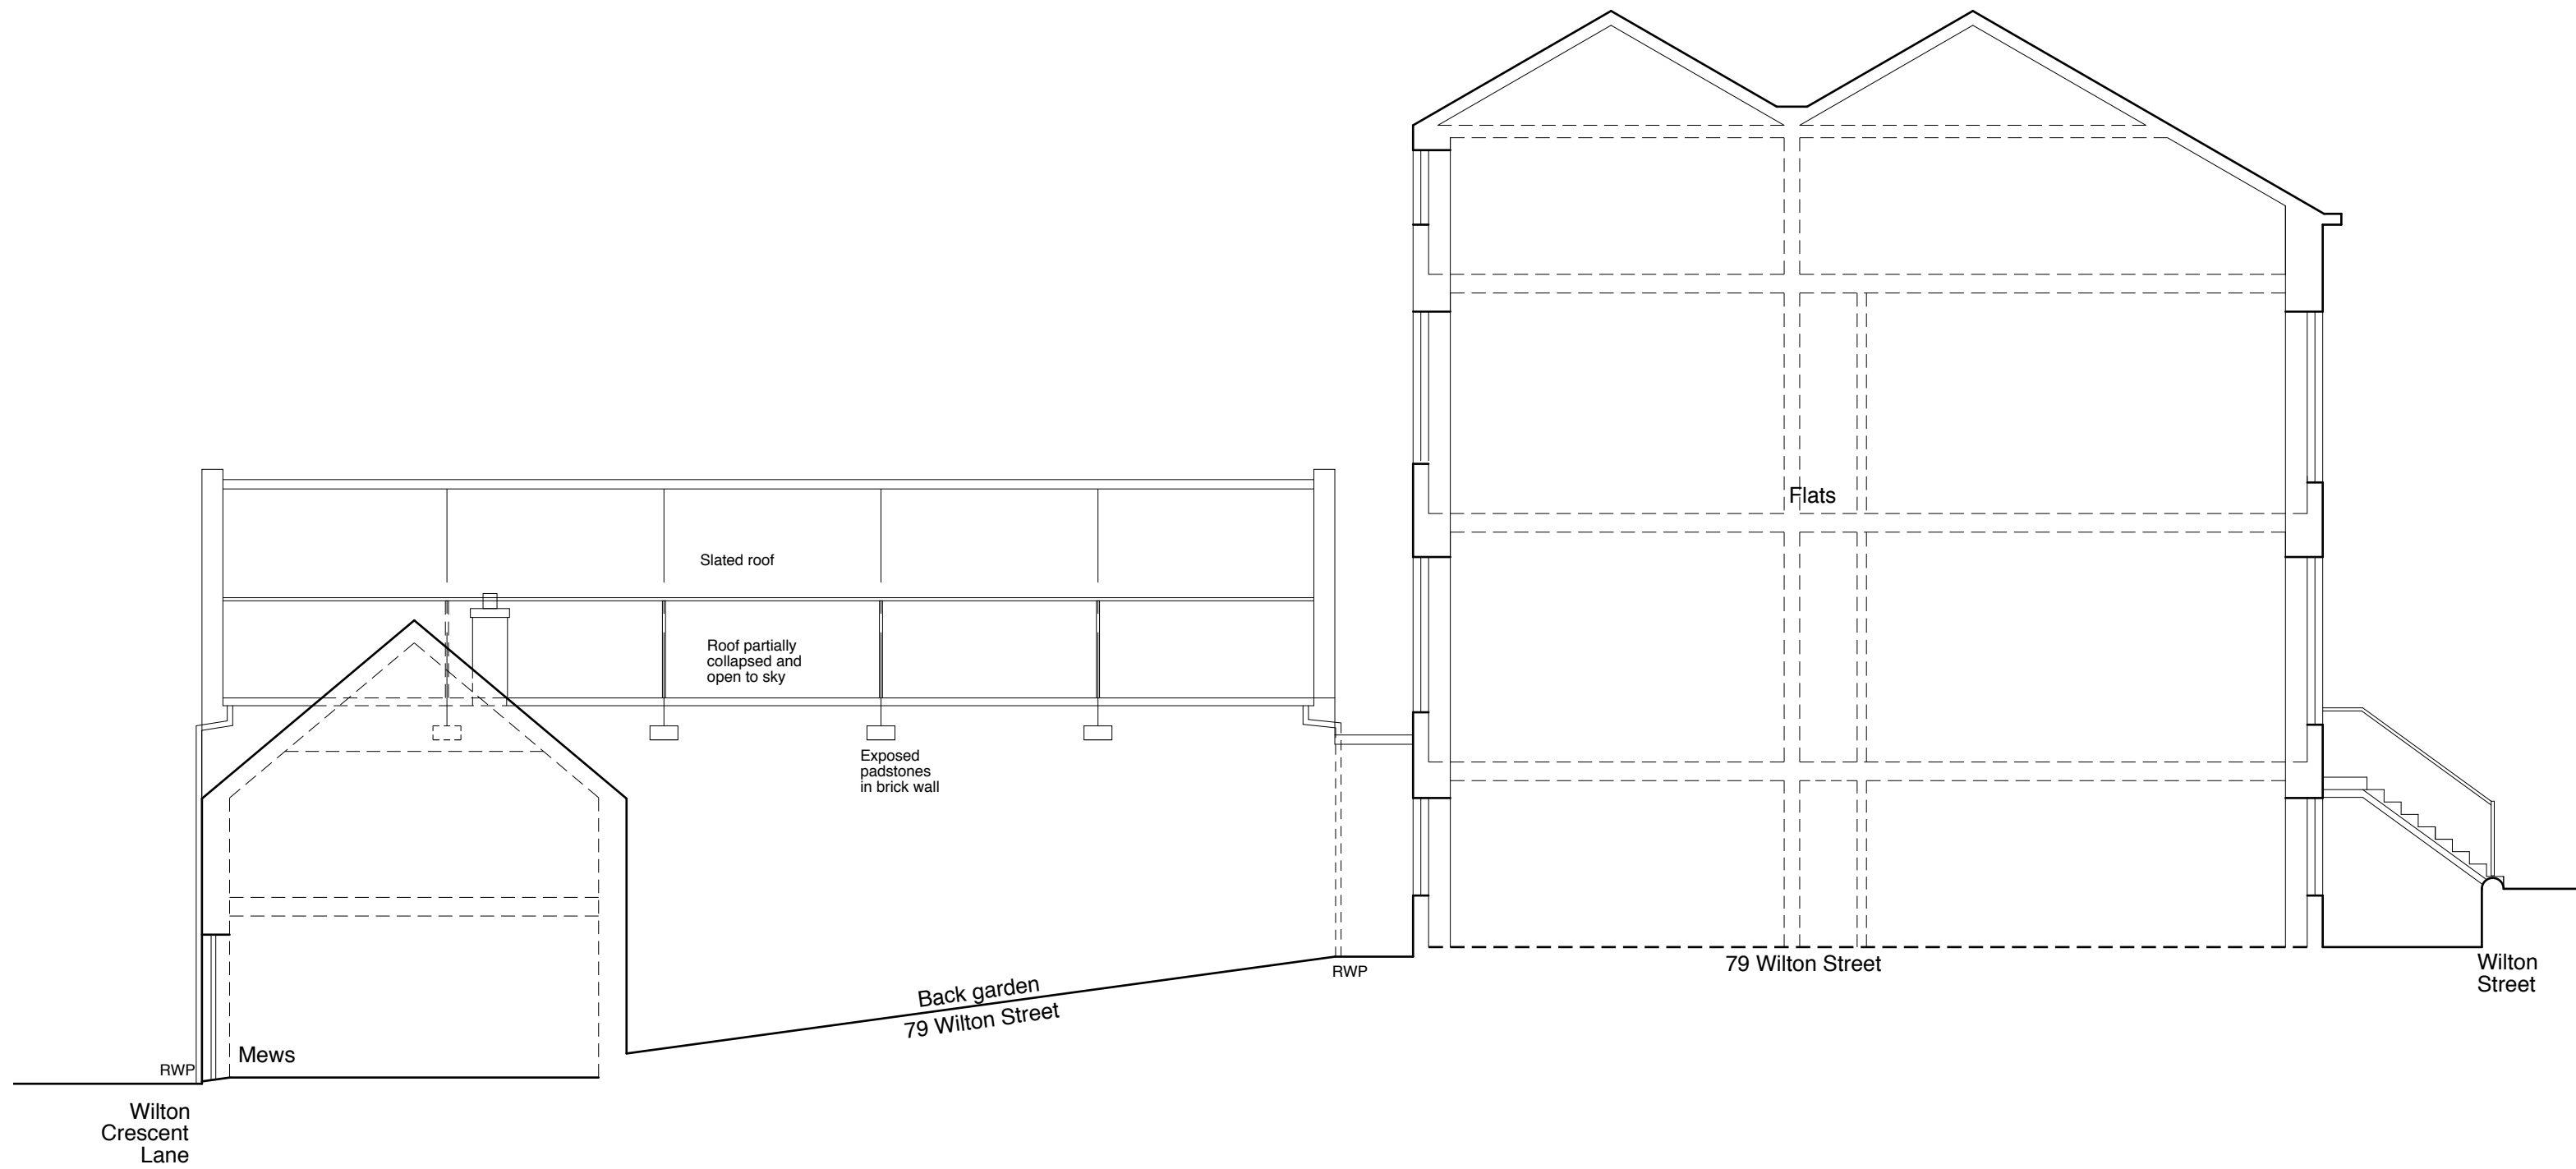 Flats
Slated roof
Roof partially
collapsed and
open to sky
Exposed
padstones
in brick wall
79 Wilton Street
Wilton
Street
RWP
Back garden
79 Wilton Street
Mews
RWP
Wilton
Crescent
Lane